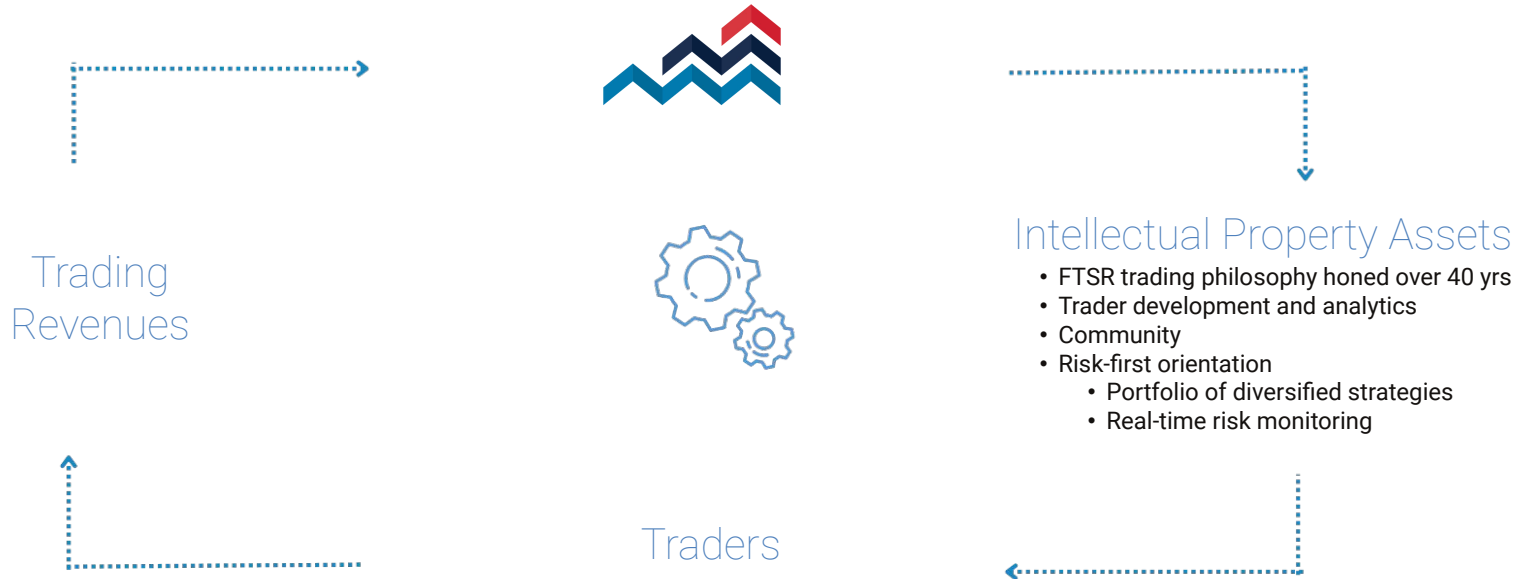 Intellectual Property Assets
• FTSR trading philosophy honed over 40 yrs
• Trader development and analytics
• Community
• Risk-first orientation
• Portfolio of diversified strategies
• Real-time risk monitoring
Trading
Revenues
Traders